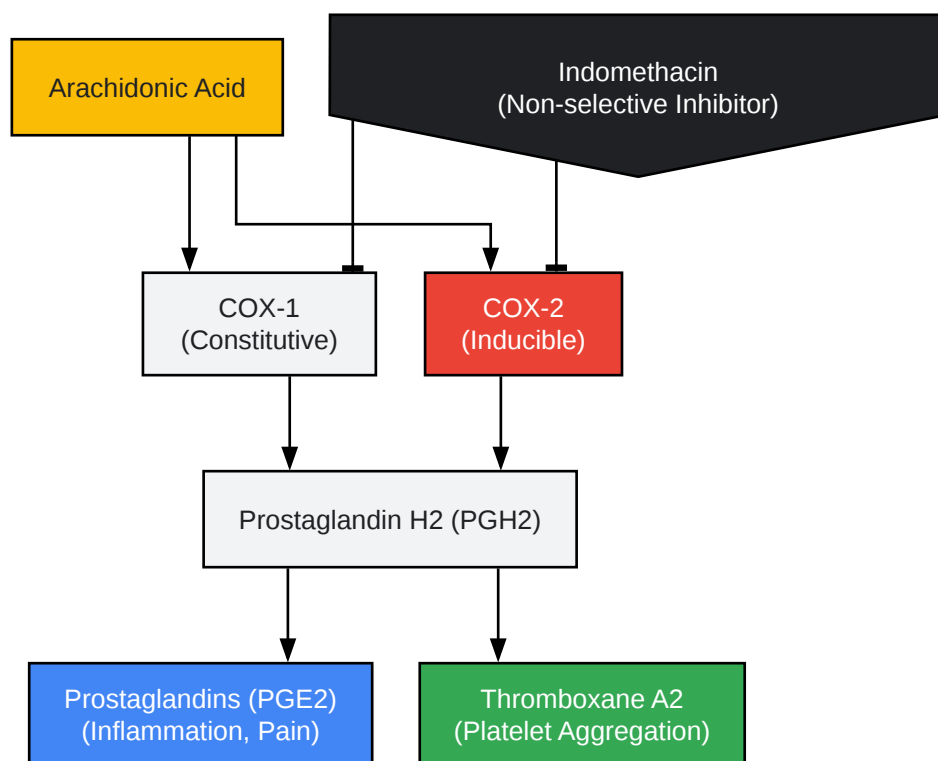 Arachidonic Acid
Indomethacin
(Non-selective Inhibitor)
COX-1
(Constitutive)
COX-2
(Inducible)
Prostaglandin H2 (PGH2)
Prostaglandins (PGE2)
(Inflammation, Pain)
Thromboxane A2
(Platelet Aggregation)